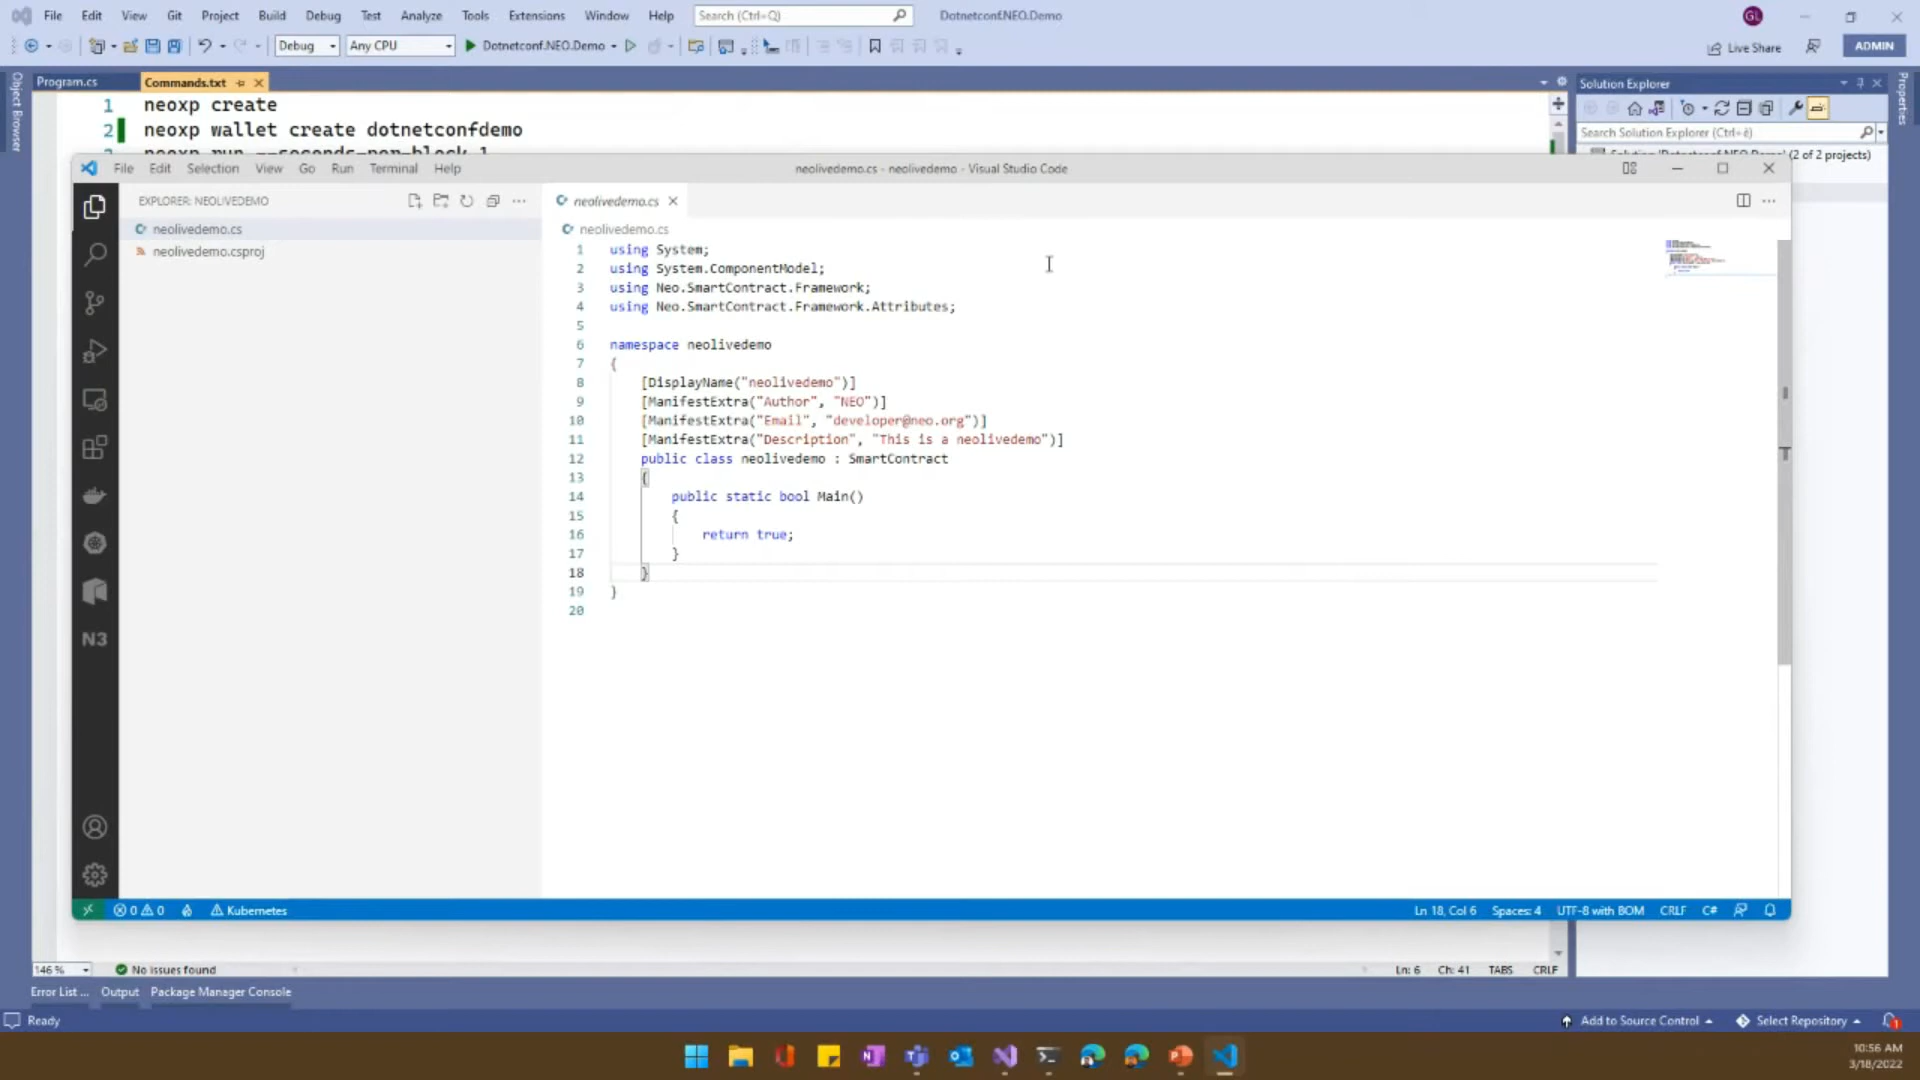 File Edit View Git Project Build Debug Test Analyze Tools Extensions Window Help Search (Ctrl+Q) Dotnetconf.NEO.Demo GL
Debug Any CPU Dotnetconf.NEO.Demo Live Share ADMIN
Object Browser
Program.cs Commands.txt Solution Explorer
Properties
1 neoxp create
2 neoxp wallet create dotnetconfdemo
neoxp run --seconds-per-block 1
Search Solution Explorer (Ctrl+è)
Solution 'Dotnetconf.NEO.Demo' (2 of 2 projects)
File Edit Selection View Go Run Terminal Help neolivedemo.cs - neolivedemo - Visual Studio Code
EXPLORER: NEOLIVEDEMO
neolivedemo.cs
neolivedemo.csproj
N3
neolivedemo.cs
neolivedemo.cs
1 using System;
2 using System.ComponentModel;
3 using Neo.SmartContract.Framework;
4 using Neo.SmartContract.Framework.Attributes;
5
6 namespace neolivedemo
7 {
8 [DisplayName("neolivedemo")]
9 [ManifestExtra("Author", "NEO")]
10 [ManifestExtra("Email", "developer@neo.org")]
11 [ManifestExtra("Description", "This is a neolivedemo")]
12 public class neolivedemo : SmartContract
13 {
14 public static bool Main()
15 {
16 return true;
17 }
18 }
19 }
20
0 0 Kubernetes Ln 18, Col 6 Spaces: 4 UTF-8 with BOM CRLF C#
146 % No issues found Ln: 6 Ch: 41 TABS CRLF
Error List ... Output Package Manager Console
Ready Add to Source Control Select Repository 1
10:56 AM
3/18/2022